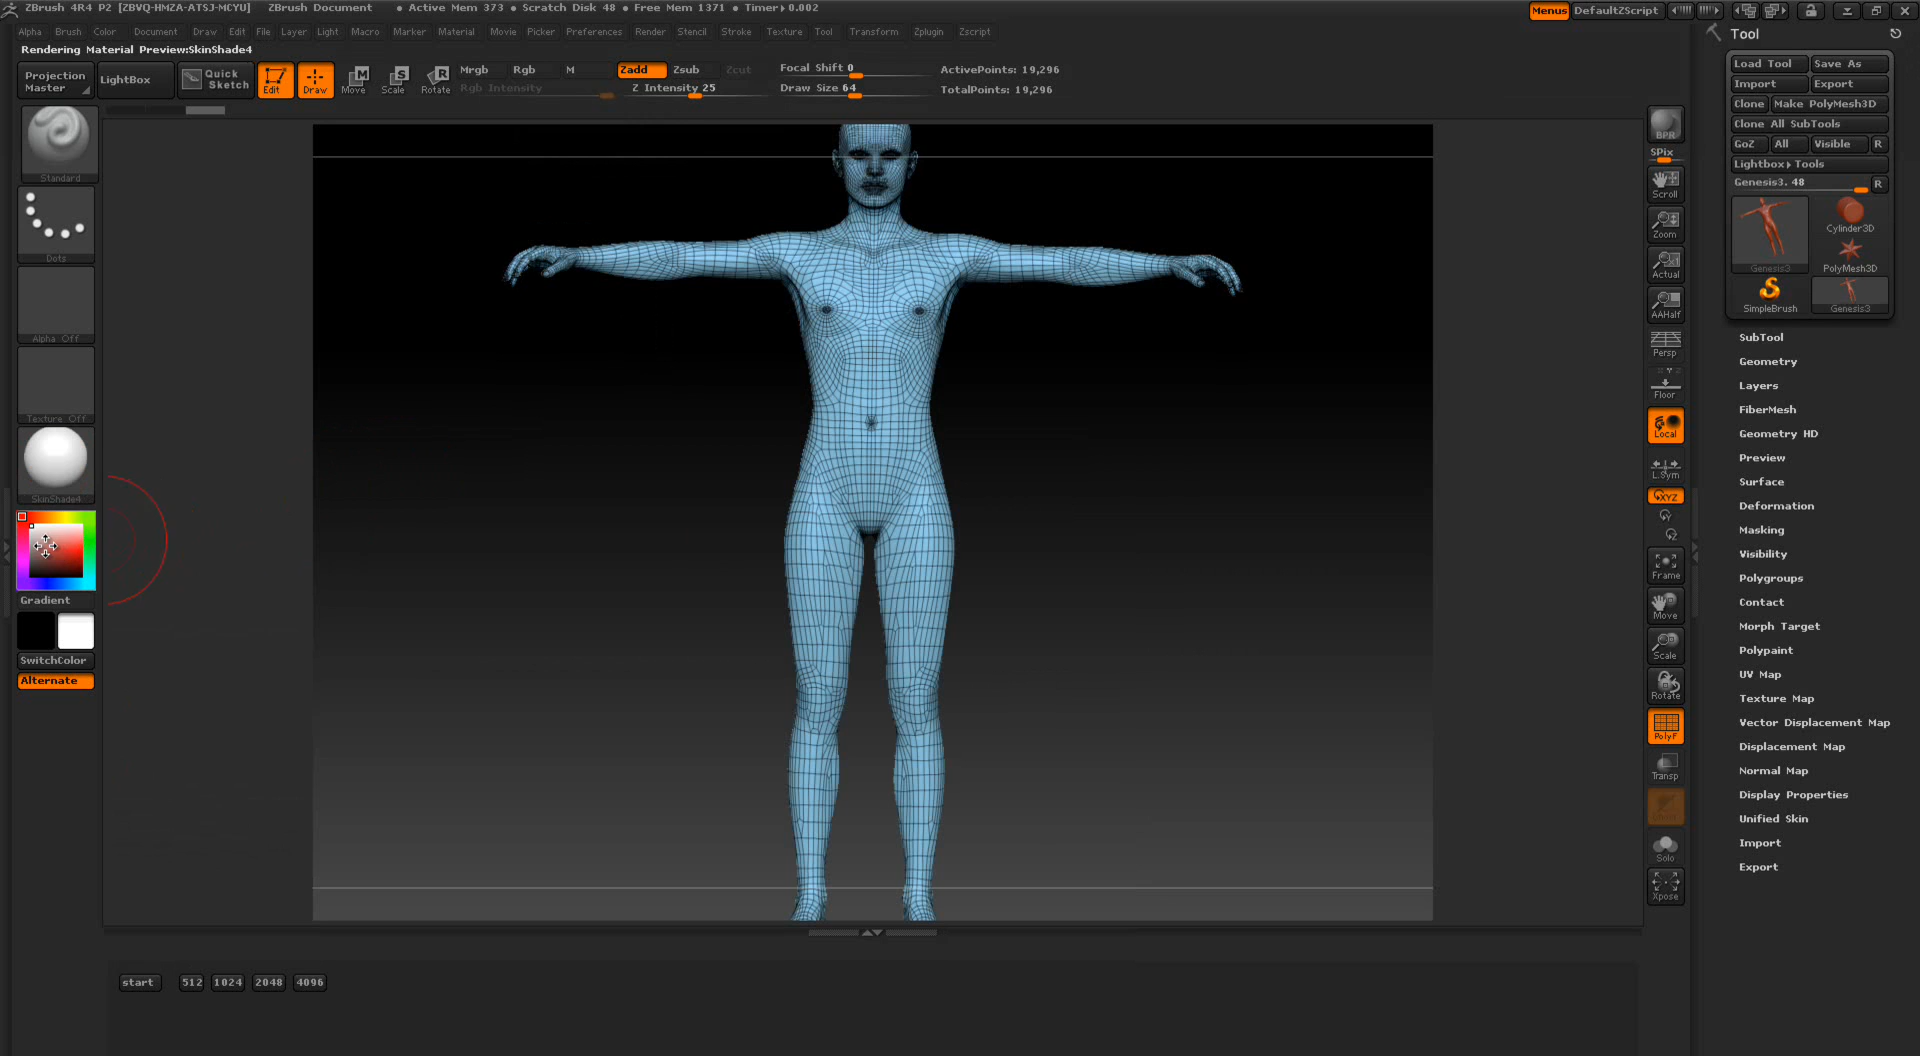 ZBrush 4R4 P2 [ZBVQ-HMZA-ATSJ-MCYU] ZBrush Document • Active Mem 373 • Scratch Disk 48 • Free Mem 1371 • Timer▸0.002 Menus DefaultZScript
Alpha Brush Color Document Draw Edit File Layer Light Macro Marker Material Movie Picker Preferences Render Stencil Stroke Texture Tool Transform Zplugin Zscript
Rendering Material Preview:SkinShade4
Projection Master
LightBox
Quick Sketch
Edit
Draw
Move
Scale
Rotate
Mrgb Rgb M
Rgb Intensity
Zadd Zsub Zcut
Z Intensity 25
Focal Shift 0
Draw Size 64
ActivePoints: 19,296
TotalPoints: 19,296
Standard
Dots
Alpha Off
Texture Off
SkinShade4
Gradient
SwitchColor
Alternate
BPR
SPix
Scroll
Zoom
Actual
AAHalf
Persp
Floor
Local
L.Sym
XYZ
Frame
Move
Scale
Rotate
PolyF
Transp
Solo
Xpose
Tool
Load Tool Save As
Import Export
Clone Make PolyMesh3D
Clone All SubTools
GoZ All Visible R
Lightbox▸Tools
Genesis3. 48 R
Genesis3
Cylinder3D
PolyMesh3D
SimpleBrush
Genesis3
SubTool
Geometry
Layers
FiberMesh
Geometry HD
Preview
Surface
Deformation
Masking
Visibility
Polygroups
Contact
Morph Target
Polypaint
UV Map
Texture Map
Vector Displacement Map
Displacement Map
Normal Map
Display Properties
Unified Skin
Import
Export
start 512 1024 2048 4096